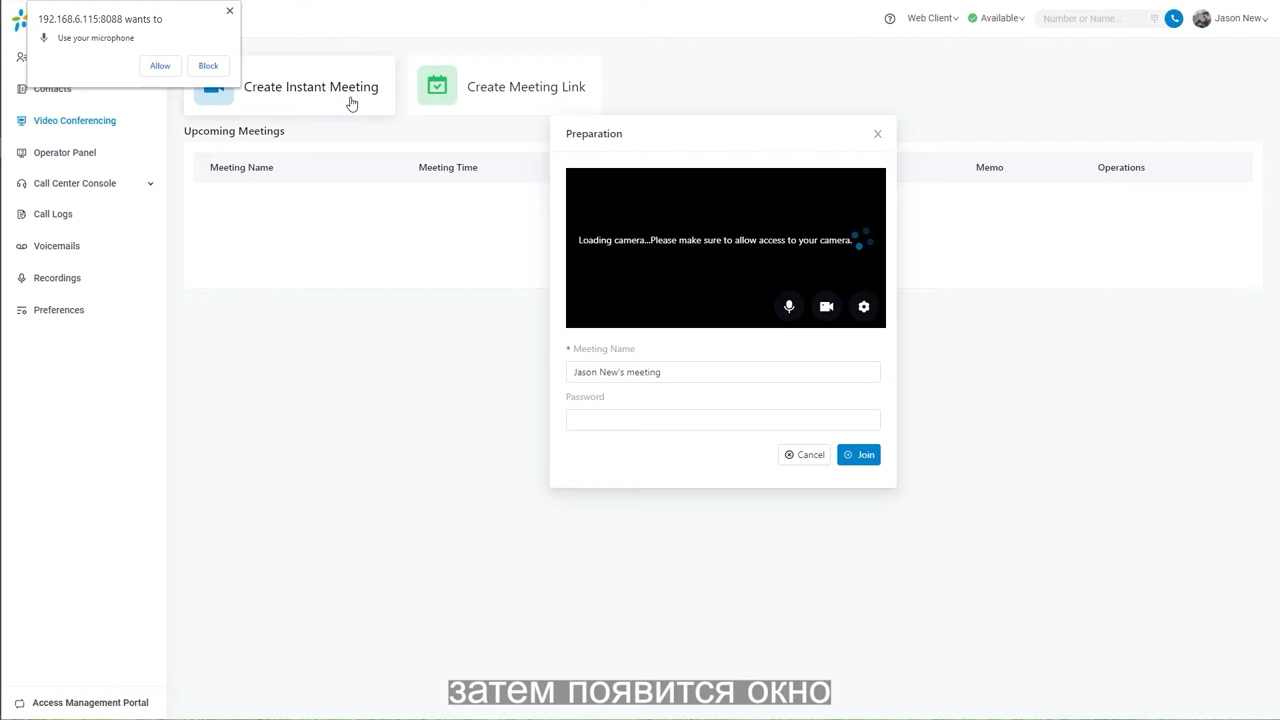 192.168.6.115:8088 wants to
Use your microphone
Allow
Block
Web Client
Available
Number or Name...
Jason New
Contacts
Video Conferencing
Operator Panel
Call Center Console
Call Logs
Voicemails
Recordings
Preferences
Access Management Portal
Create Instant Meeting
Create Meeting Link
Upcoming Meetings
Meeting Name
Meeting Time
Memo
Operations
Preparation
Loading camera...Please make sure to allow access to your camera.
* Meeting Name
Jason New's meeting
Password
Cancel
Join
затем появится окно